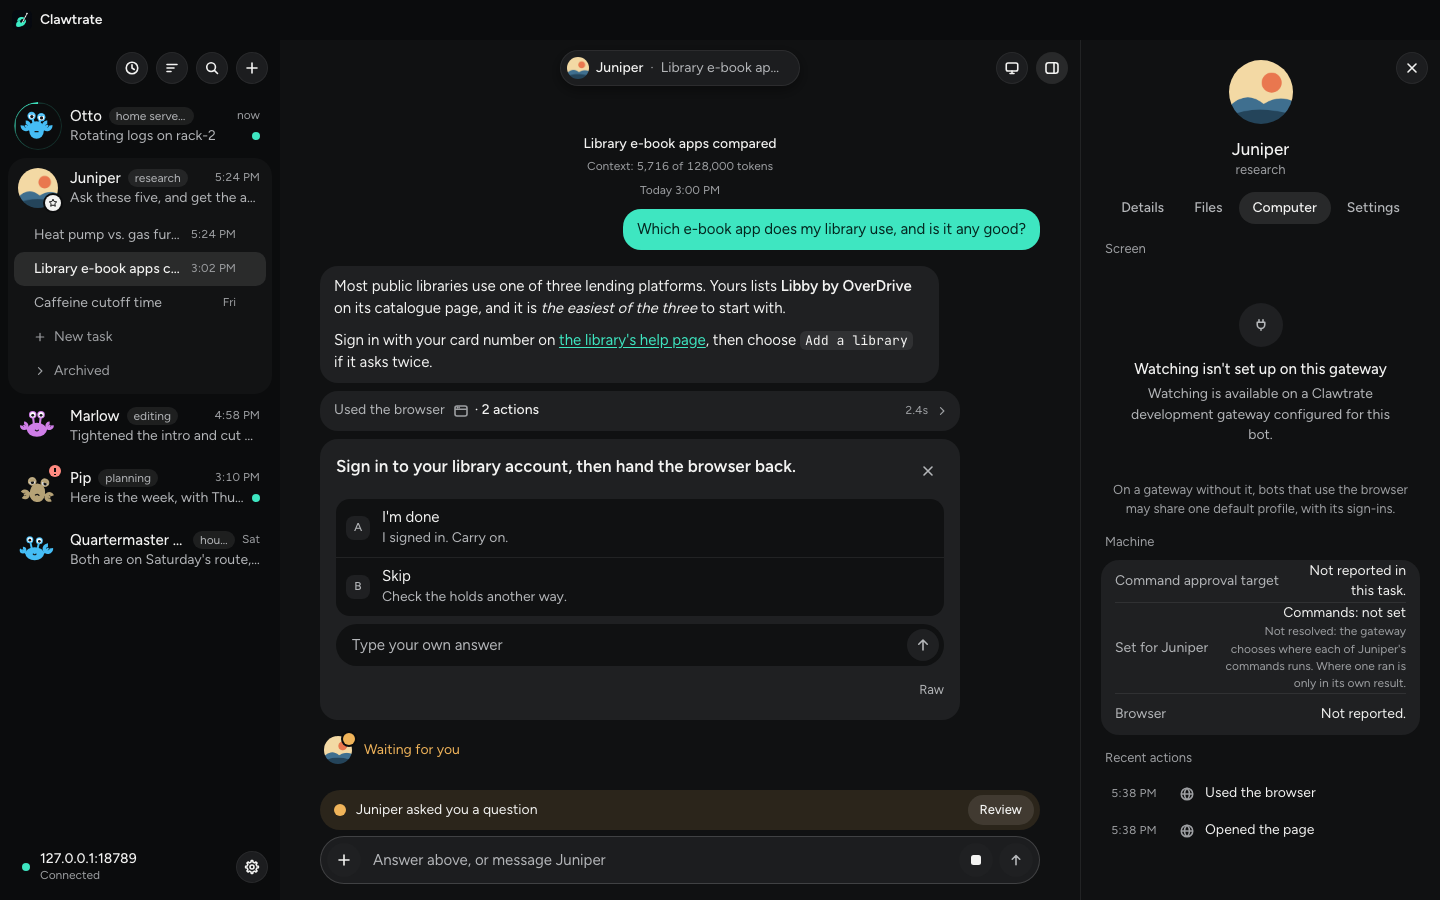 Clawtrate
Otto home serve... now
Rotating logs on rack-2
Juniper research 5:24 PM
Ask these five, and get the a...
Heat pump vs. gas fur... 5:24 PM
Library e-book apps c... 3:02 PM
Caffeine cutoff time Fri
+ New task
Archived
Marlow editing 4:58 PM
Tightened the intro and cut ...
Pip planning 3:10 PM
Here is the week, with Thu...
Quartermaster ... hou... Sat
Both are on Saturday's route,...
127.0.0.1:18789
Connected
Juniper · Library e-book ap...
Library e-book apps compared
Context: 5,716 of 128,000 tokens
Today 3:00 PM
Which e-book app does my library use, and is it any good?
Most public libraries use one of three lending platforms. Yours lists Libby by OverDrive
on its catalogue page, and it is the easiest of the three to start with.
Sign in with your card number on the library's help page, then choose Add a library
if it asks twice.
Used the browser · 2 actions 2.4s
Sign in to your library account, then hand the browser back.
A I'm done
I signed in. Carry on.
B Skip
Check the holds another way.
Type your own answer
Raw
Waiting for you
Juniper asked you a question Review
Answer above, or message Juniper
Juniper
research
Details Files Computer Settings
Screen
Watching isn't set up on this gateway
Watching is available on a Clawtrate
development gateway configured for this
bot.
On a gateway without it, bots that use the browser
may share one default profile, with its sign-ins.
Machine
Command approval target Not reported in
this task.
Commands: not set
Set for Juniper Not resolved: the gateway
chooses where each of Juniper's
commands runs. Where one ran is
only in its own result.
Browser Not reported.
Recent actions
5:38 PM Used the browser
5:38 PM Opened the page